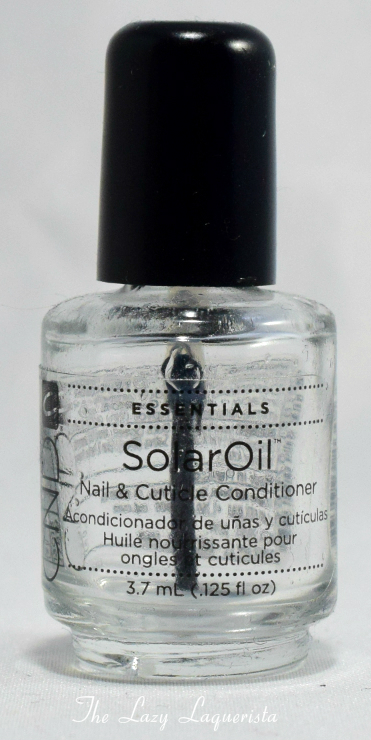 CND
ESSENTIALS
SolarOil™
Nail & Cuticle Conditioner
Acondicionador de uñas y cutículas
Huile nourrissante pour
ongles et cuticules
3.7 mL (.125 fl oz)
The Lazy Laquerista